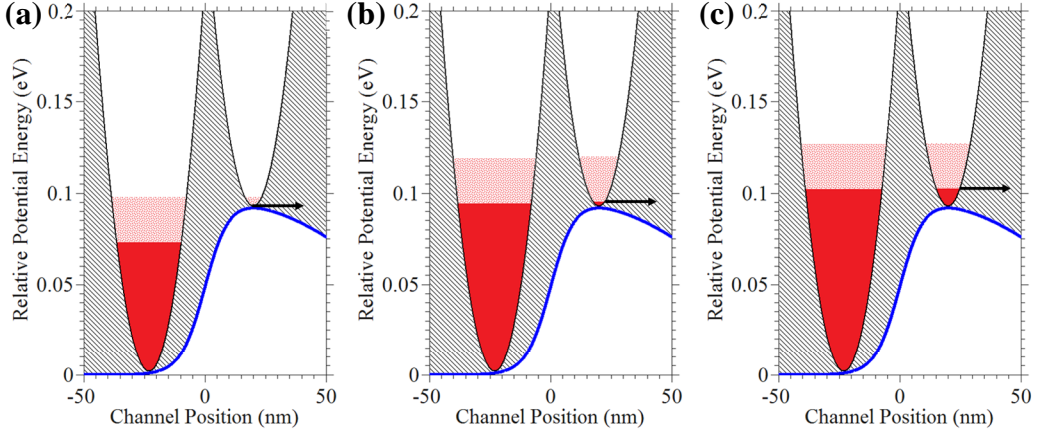 (a)
Relative Potential Energy (eV)
0.2
0.15
0.1
0.05
0
-50
0
50
Channel Position (nm)
(b)
Relative Potential Energy (eV)
0.2
0.15
0.1
0.05
0
-50
0
50
Channel Position (nm)
(c)
Relative Potential Energy (eV)
0.2
0.15
0.1
0.05
0
-50
0
50
Channel Position (nm)